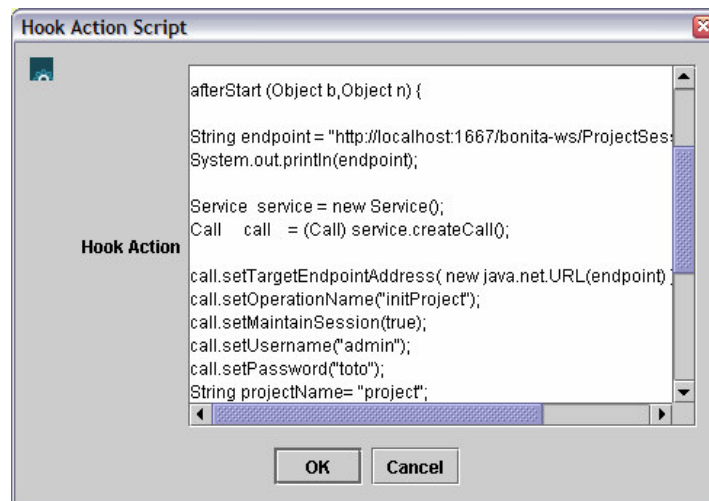 Hook Action Script
afterStart (Object b,Object n) {
String endpoint = "http://localhost:1667/bonita-ws/ProjectSes
System.out.println(endpoint);
Service service = new Service();
Call call = (Call) service.createCall();
Hook Action
call.setTargetEndpointAddress( new java.net.URL(endpoint) )
call.setOperationName("initProject");
call.setMaintainSession(true);
call.setUsername("admin");
call.setPassword("toto");
String projectName= "project";
OK
Cancel